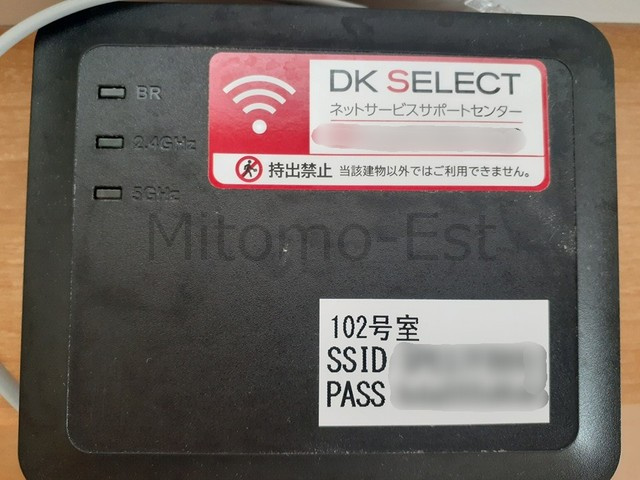 BR
2.4GHz
5GHz
DK SELECT
ネットサービスサポートセンター
持出禁止 当該建物以外ではご利用できません。
Mitomo-Est
102号室
SSID
PASS